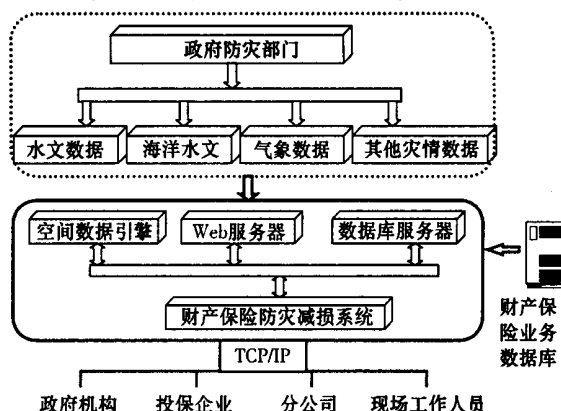 政府防灾部门
水文数据 海洋水文 气象数据 其他灾情数据
空间数据引擎 Web服务器 数据库服务器
财产保险防灾减损系统
财产保
险业务
数据库
TCP/IP
政府机构 投保企业 分公司 现场工作人员